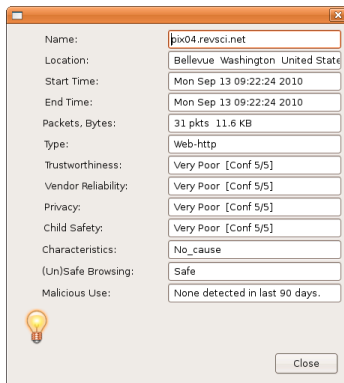 Name: pix04.revsci.net
Location: Bellevue Washington United State
Start Time: Mon Sep 13 09:22:24 2010
End Time: Mon Sep 13 09:22:24 2010
Packets, Bytes: 31 pkts 11.6 KB
Type: Web-http
Trustworthiness: Very Poor [Conf 5/5]
Vendor Reliability: Very Poor [Conf 5/5]
Privacy: Very Poor [Conf 5/5]
Child Safety: Very Poor [Conf 5/5]
Characteristics: No_cause
(Un)Safe Browsing: Safe
Malicious Use: None detected in last 90 days.
Close